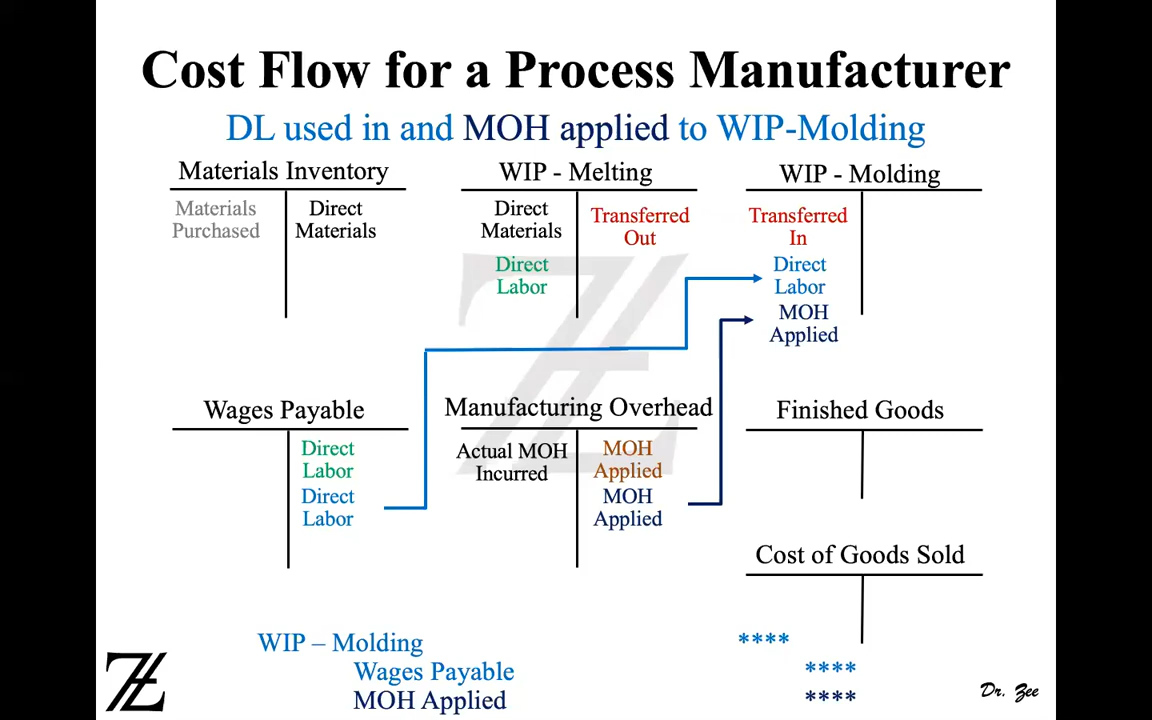 Cost Flow for a Process Manufacturer
DL used in and MOH applied to WIP-Molding
Materials Inventory
Materials
Purchased
Direct
Materials
WIP - Melting
Direct
Materials
Direct
Labor
Transferred
Out
WIP - Molding
Transferred
In
Direct
Labor
MOH
Applied
Wages Payable
Direct
Labor
Direct
Labor
Manufacturing Overhead
Actual MOH
Incurred
MOH
Applied
MOH
Applied
Finished Goods
Cost of Goods Sold
WIP – Molding ****
Wages Payable ****
MOH Applied ****
Dr. Zee